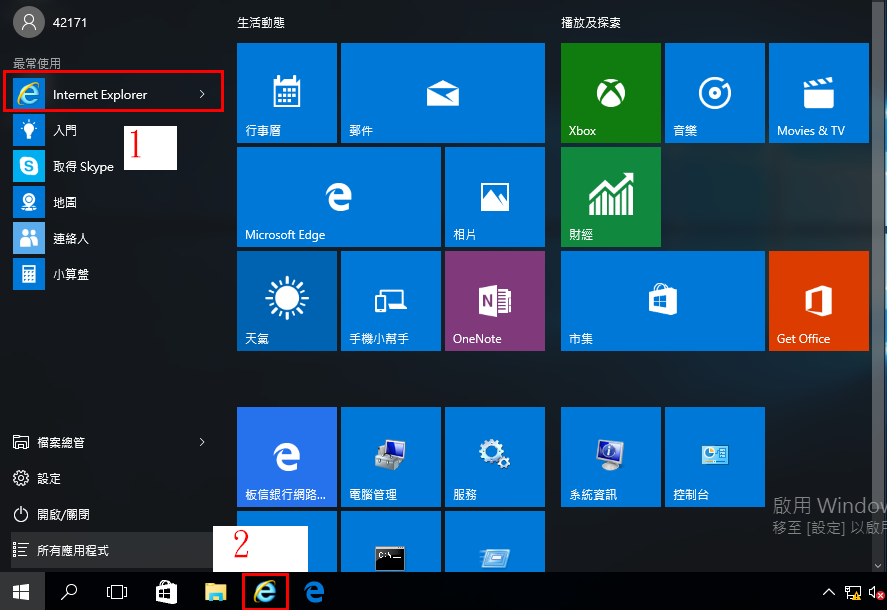 42171
生活動態
播放及探索
最常使用
Internet Explorer
1
入門
取得 Skype
地圖
連絡人
小算盤
行事曆
郵件
Xbox
音樂
Movies & TV
Microsoft Edge
相片
財經
天氣
手機小幫手
OneNote
市集
Get Office
檔案總管
設定
開啟/關閉
所有應用程式
2
板信銀行網路...
電腦管理
服務
系統資訊
控制台
C:\_
啟用 Window
移至 [設定] 以啟用